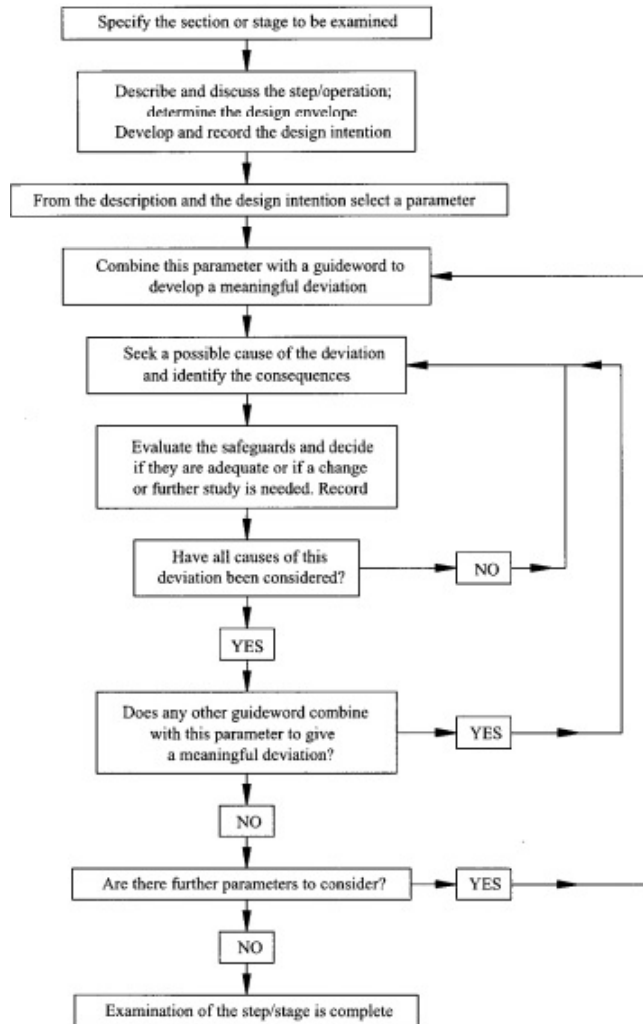 Specify the section or stage to be examined
Describe and discuss the step/operation;
determine the design envelope
Develop and record the design intention
From the description and the design intention select a parameter
Combine this parameter with a guideword to
develop a meaningful deviation
Seek a possible cause of the deviation
and identify the consequences
Evaluate the safeguards and decide
if they are adequate or if a change
or further study is needed. Record
Have all causes of this
deviation been considered?
NO
YES
Does any other guideword combine
with this parameter to give
a meaningful deviation?
YES
NO
Are there further parameters to consider?
YES
NO
Examination of the step/stage is complete